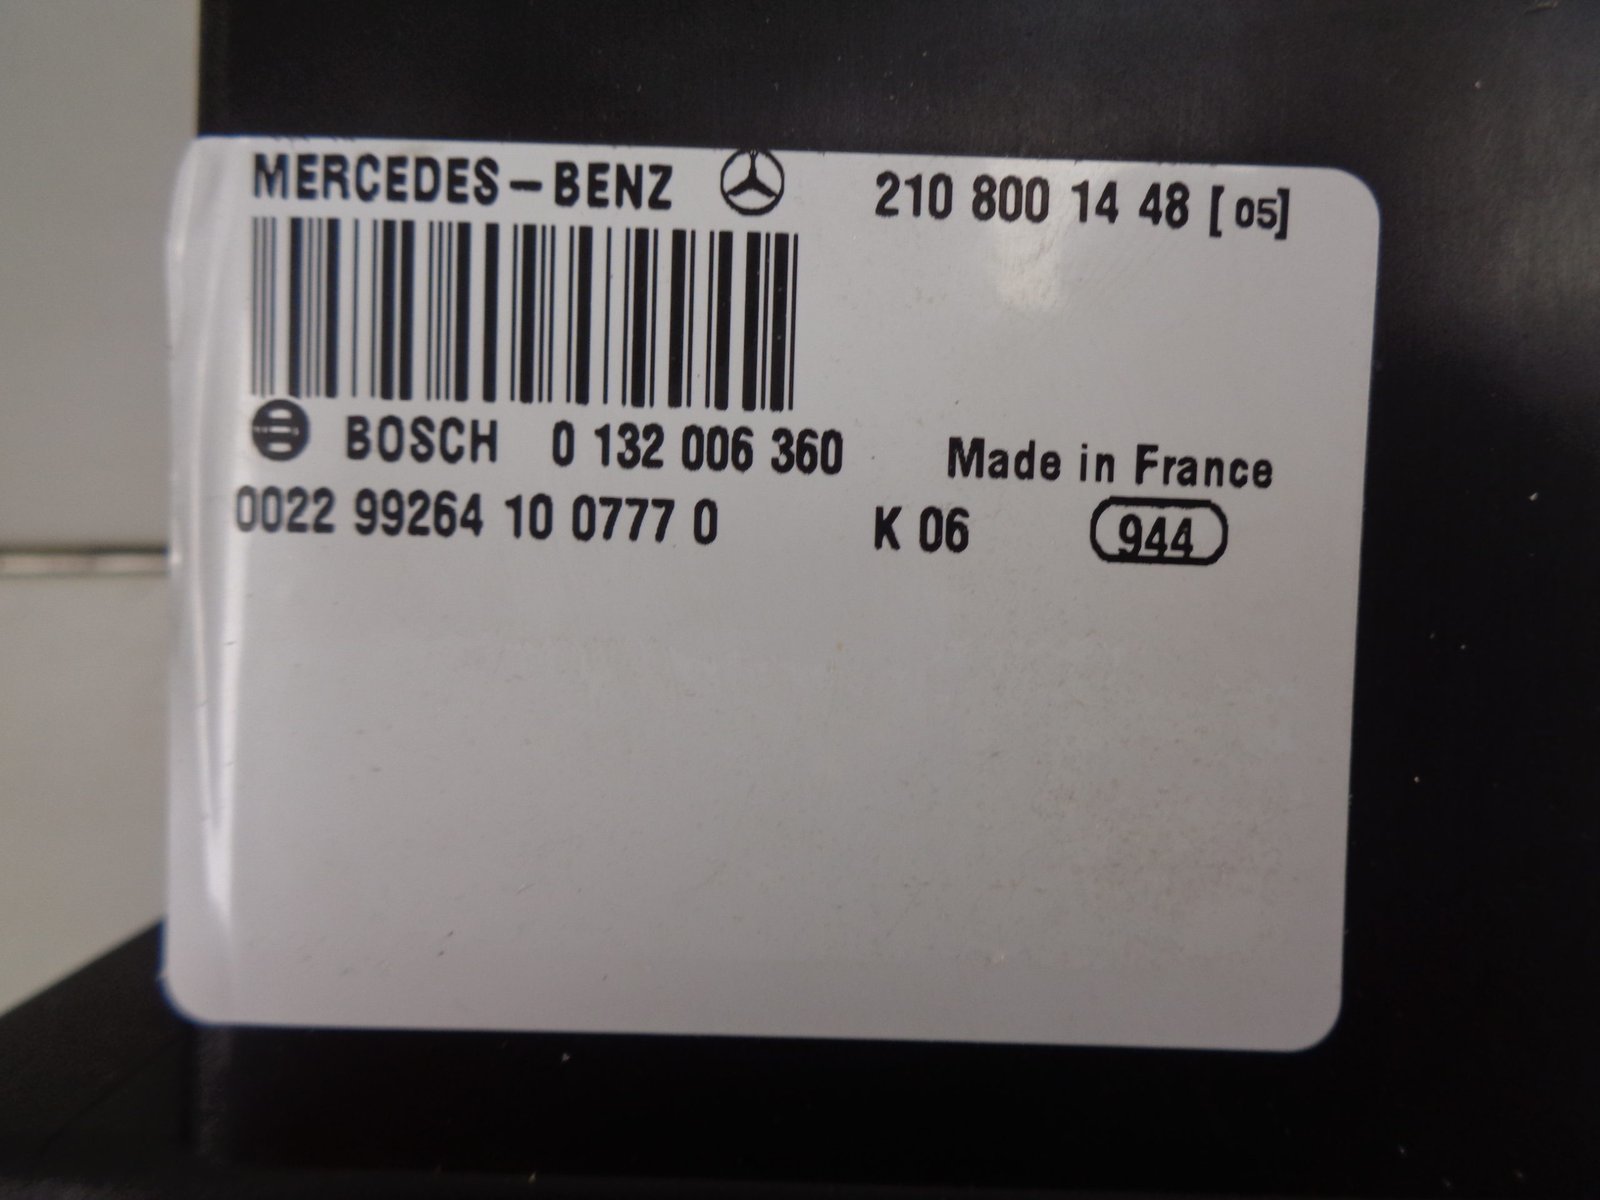 MERCEDES-BENZ 210 800 14 48 [05]
BOSCH 0 132 006 360 Made in France
0022 99264 10 0777 0 K 06 944